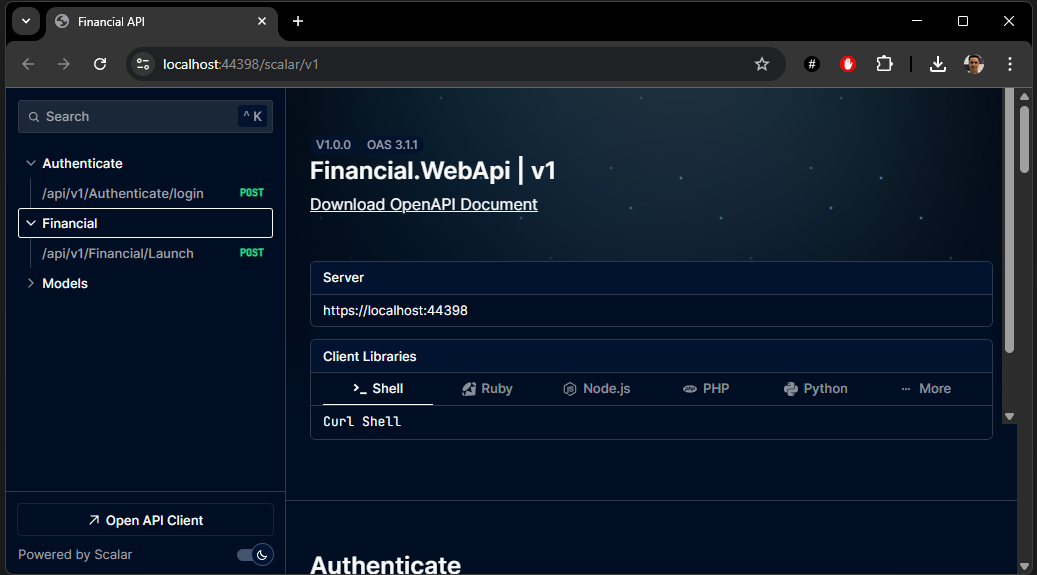 Financial API
localhost:44398/scalar/v1
#
Search
^ K
Authenticate
/api/v1/Authenticate/login POST
Financial
/api/v1/Financial/Launch POST
Models
Open API Client
Powered by Scalar
V1.0.0 OAS 3.1.1
Financial.WebApi | v1
Download OpenAPI Document
Server
https://localhost:44398
Client Libraries
>_ Shell Ruby Node.js PHP Python ... More
Curl Shell
Authenticate